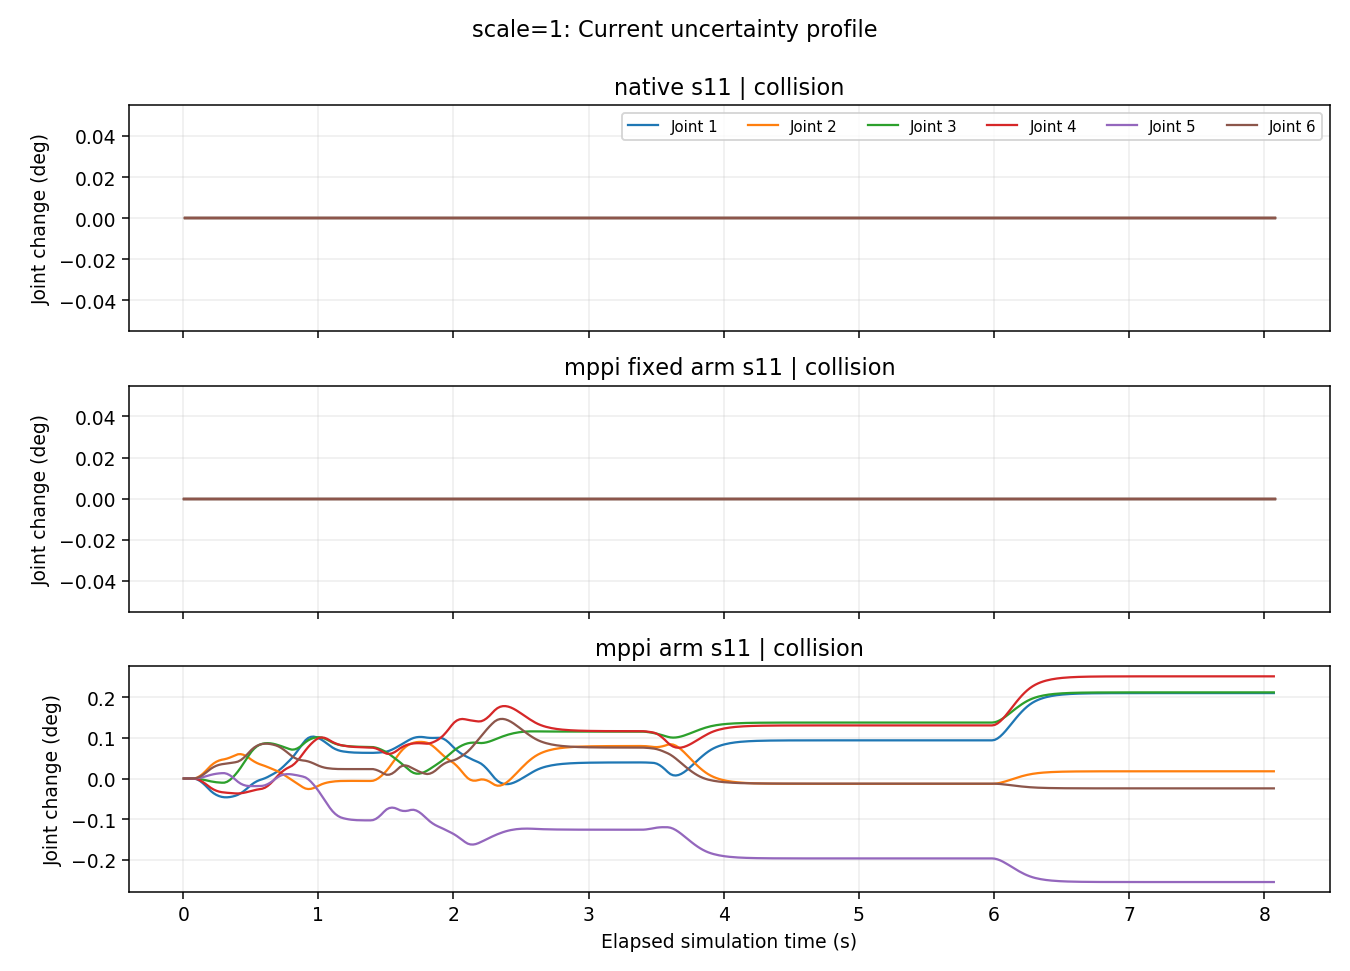 scale=1: Current uncertainty profile
native s11 | collision
Joint 1 Joint 2 Joint 3 Joint 4 Joint 5 Joint 6
Joint change (deg)
0.04
0.02
0.00
−0.02
−0.04
mppi fixed arm s11 | collision
Joint change (deg)
0.04
0.02
0.00
−0.02
−0.04
mppi arm s11 | collision
Joint change (deg)
0.2
0.1
0.0
−0.1
−0.2
0 1 2 3 4 5 6 7 8
Elapsed simulation time (s)